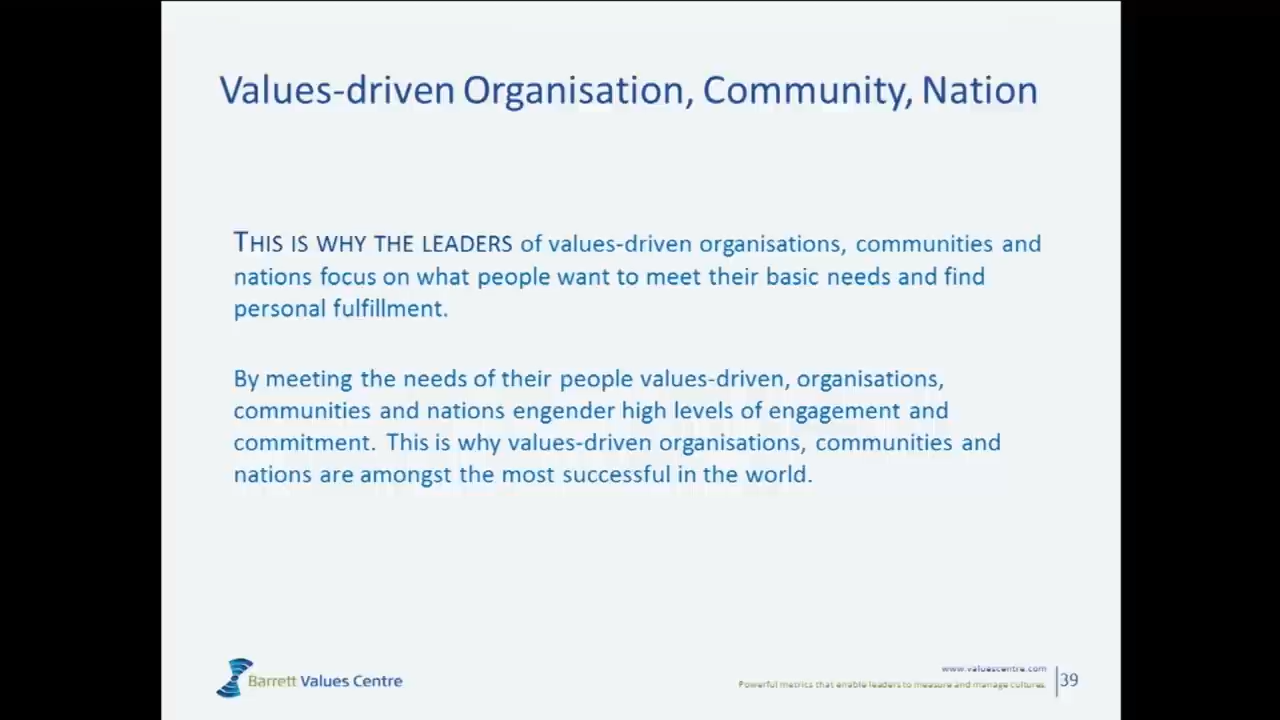 Values-driven Organisation, Community, Nation
THIS IS WHY THE LEADERS of values-driven organisations, communities and
nations focus on what people want to meet their basic needs and find
personal fulfillment.
By meeting the needs of their people values-driven, organisations,
communities and nations engender high levels of engagement and
commitment. This is why values-driven organisations, communities and
nations are amongst the most successful in the world.
Barrett Values Centre
www.valuescentre.com
Powerful metrics that enable leaders to measure and manage cultures.
39